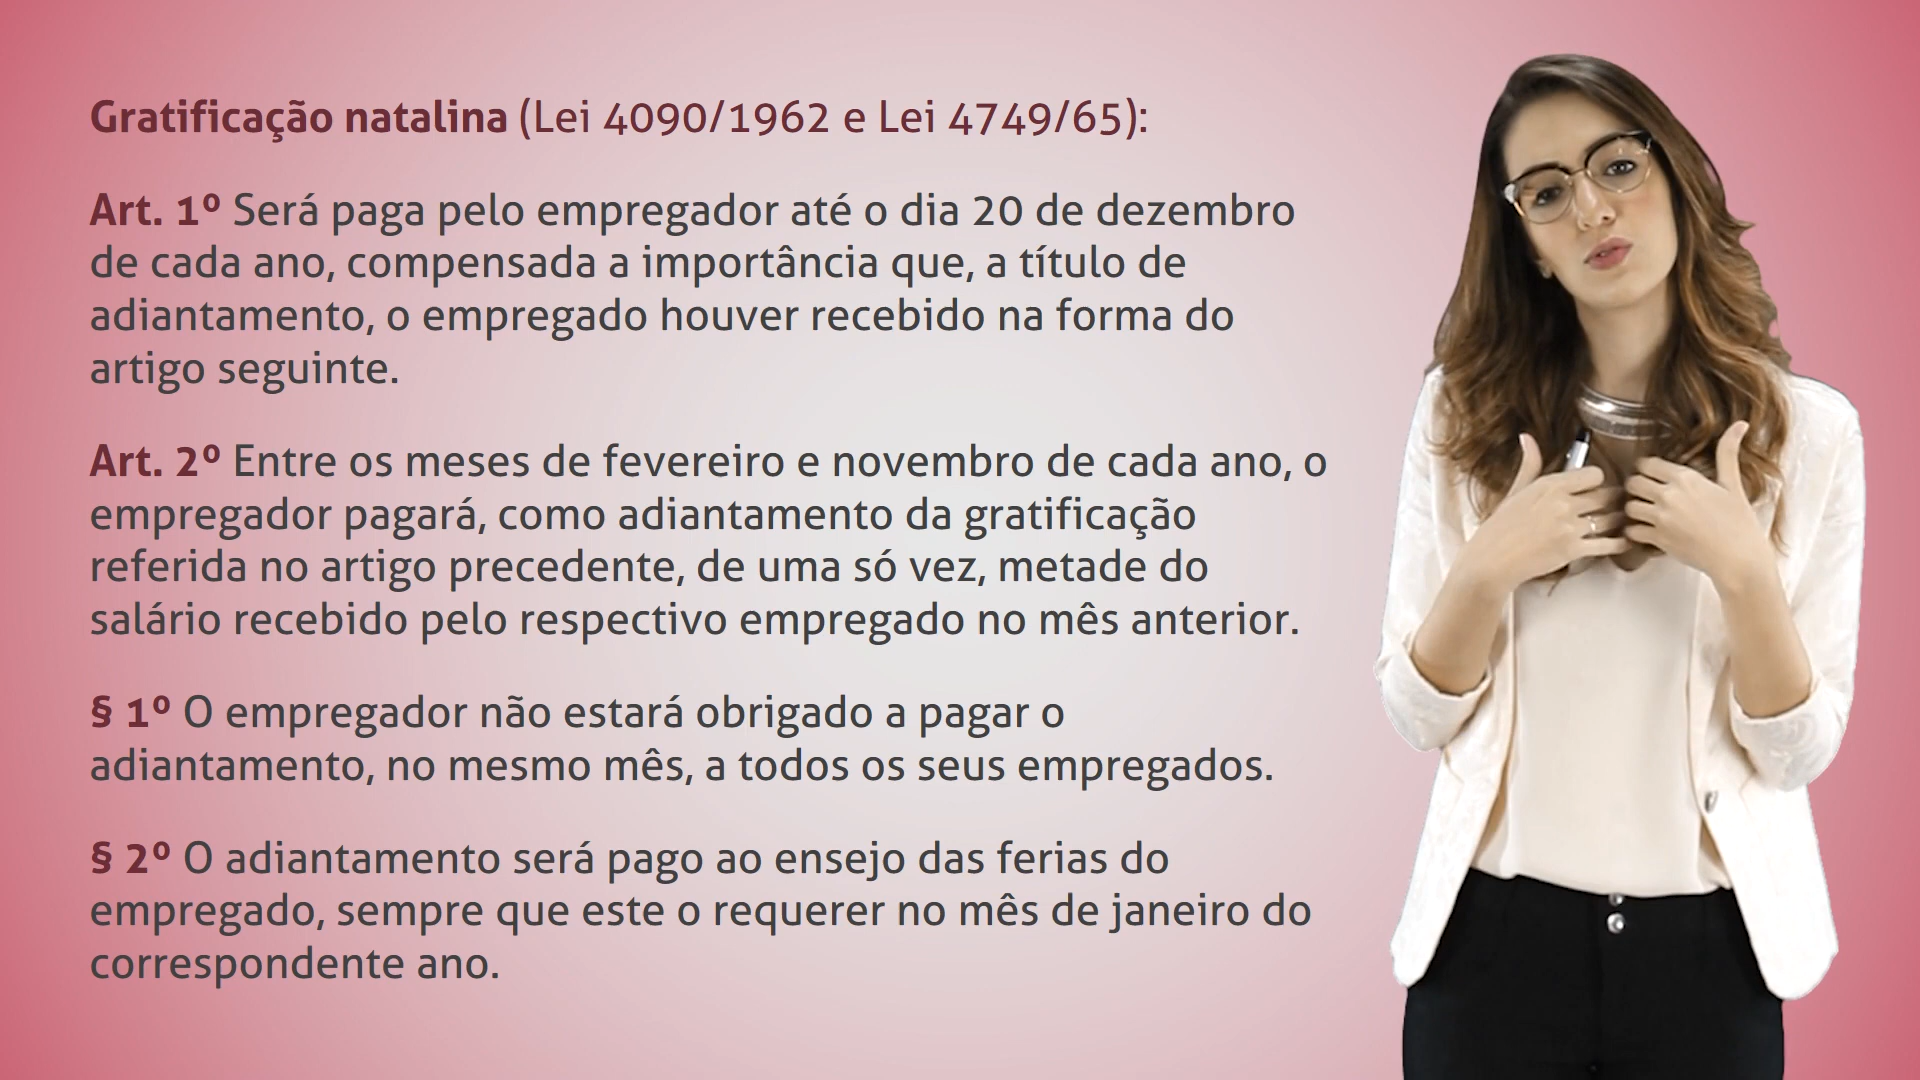 Gratificação natalina (Lei 4090/1962 e Lei 4749/65):
Art. 1º Será paga pelo empregador até o dia 20 de dezembro
de cada ano, compensada a importância que, a título de
adiantamento, o empregado houver recebido na forma do
artigo seguinte.
Art. 2º Entre os meses de fevereiro e novembro de cada ano, o
empregador pagará, como adiantamento da gratificação
referida no artigo precedente, de uma só vez, metade do
salário recebido pelo respectivo empregado no mês anterior.
§ 1º O empregador não estará obrigado a pagar o
adiantamento, no mesmo mês, a todos os seus empregados.
§ 2º O adiantamento será pago ao ensejo das ferias do
empregado, sempre que este o requerer no mês de janeiro do
correspondente ano.